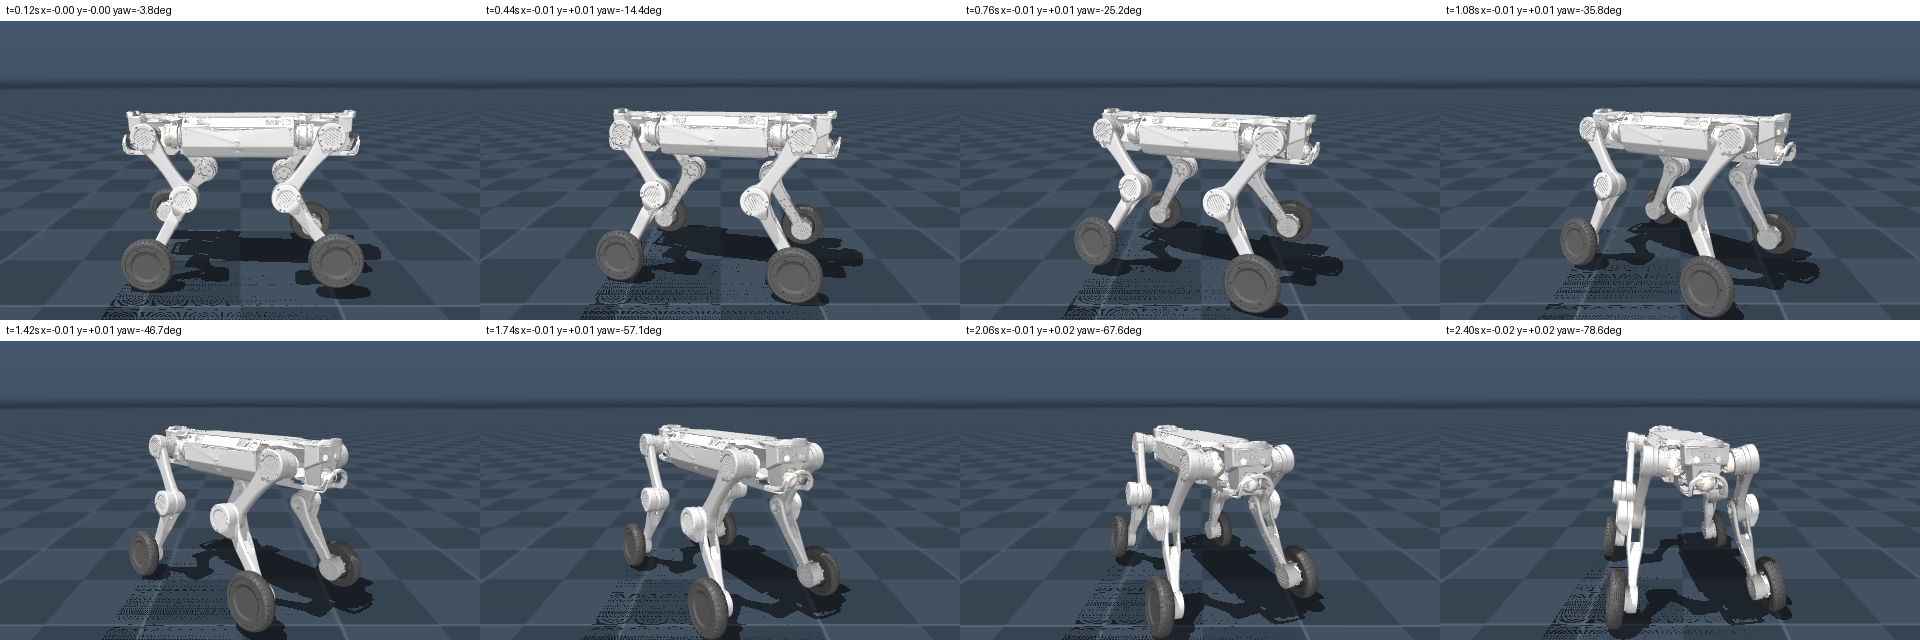 t=0.12s x=-0.00 y=-0.00 yaw=-3.8deg
t=0.44s x=-0.01 y=+0.01 yaw=-14.4deg
t=0.76s x=-0.01 y=+0.01 yaw=-25.2deg
t=1.08s x=-0.01 y=+0.01 yaw=-35.8deg
t=1.42s x=-0.01 y=+0.01 yaw=-46.7deg
t=1.74s x=-0.01 y=+0.01 yaw=-57.1deg
t=2.06s x=-0.01 y=+0.02 yaw=-67.6deg
t=2.40s x=-0.02 y=+0.02 yaw=-78.6deg